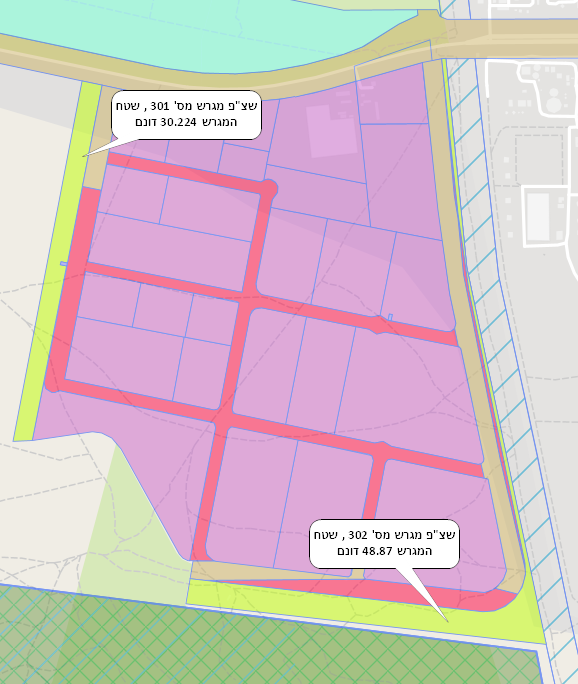 שצ"פ מגרש מס' 301 , שטח
המגרש 30.224 דונם
שצ"פ מגרש מס' 302 , שטח
המגרש 48.87 דונם